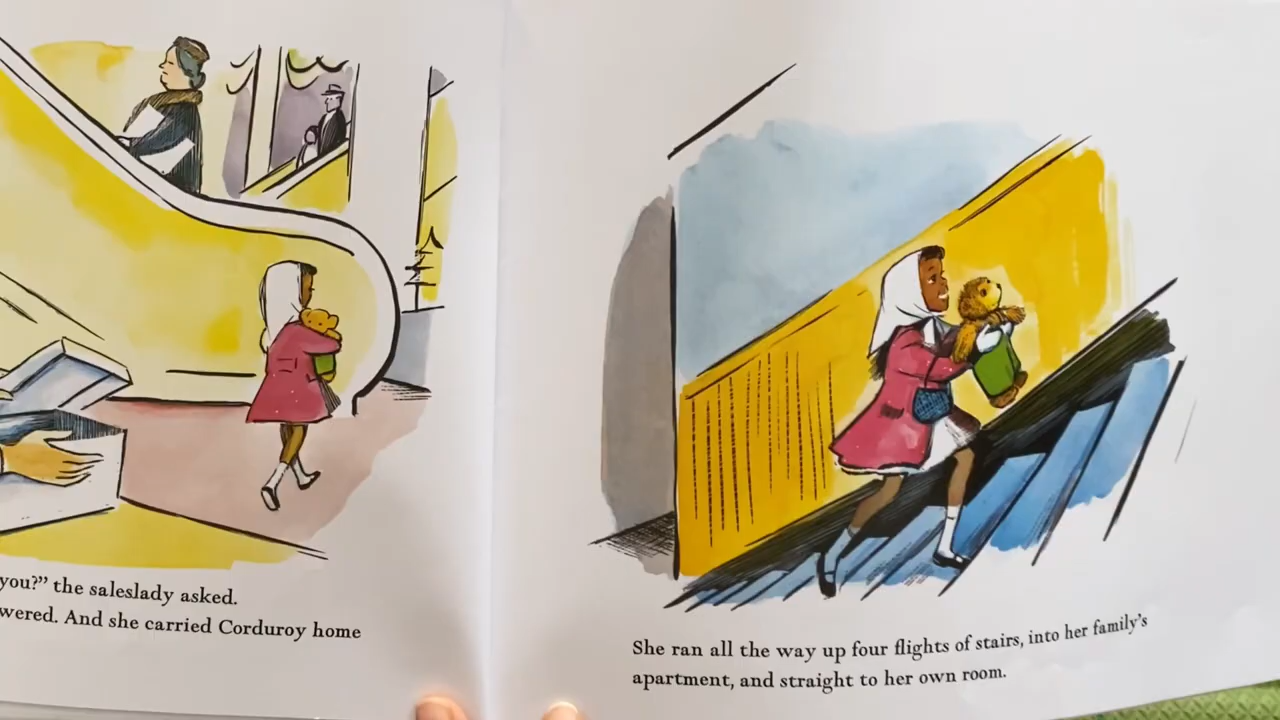 you?” the saleslady asked.
wered. And she carried Corduroy home
She ran all the way up four flights of stairs, into her family’s
apartment, and straight to her own room.